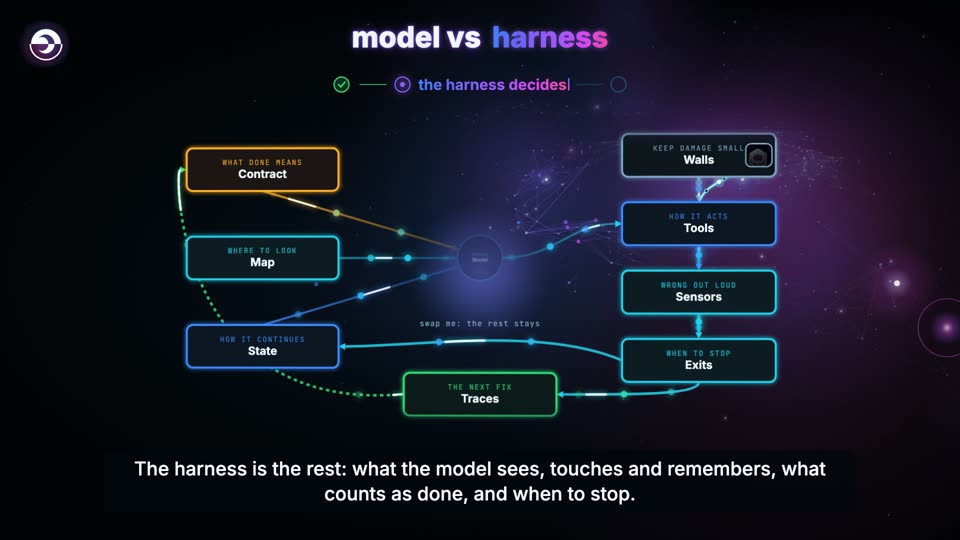 model vs harness
the harness decides
WHAT DONE MEANS
Contract
WHERE TO LOOK
Map
HOW IT CONTINUES
State
Model
KEEP DAMAGE SMALL
Walls
HOW IT ACTS
Tools
WRONG OUT LOUD
Sensors
WHEN TO STOP
Exits
swap me: the rest stays
THE NEXT FIX
Traces
The harness is the rest: what the model sees, touches and remembers, what
counts as done, and when to stop.